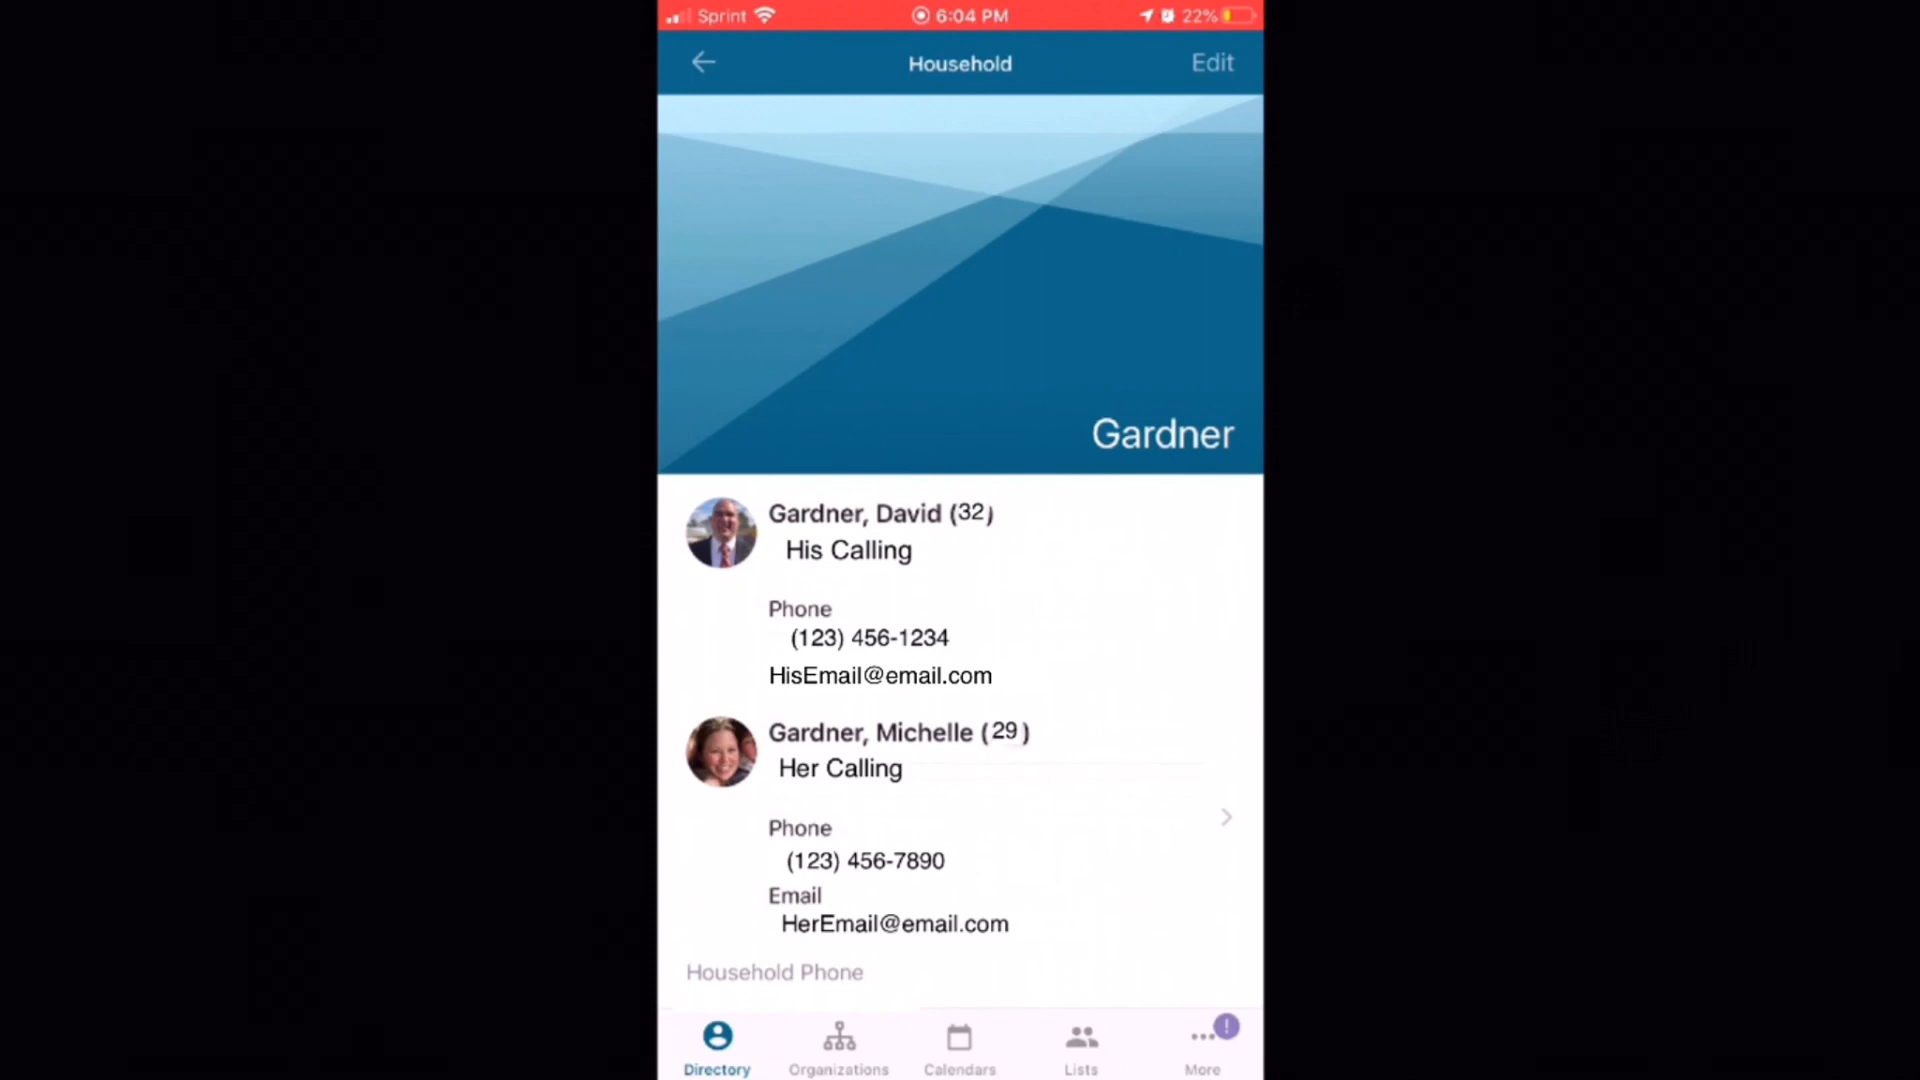 Sprint 6:04 PM 22%
Household Edit
Gardner
Gardner, David (32)
His Calling
Phone
(123) 456-1234
HisEmail@email.com
Gardner, Michelle (29)
Her Calling
Phone
(123) 456-7890
Email
HerEmail@email.com
Household Phone
Directory Organizations Calendars Lists More